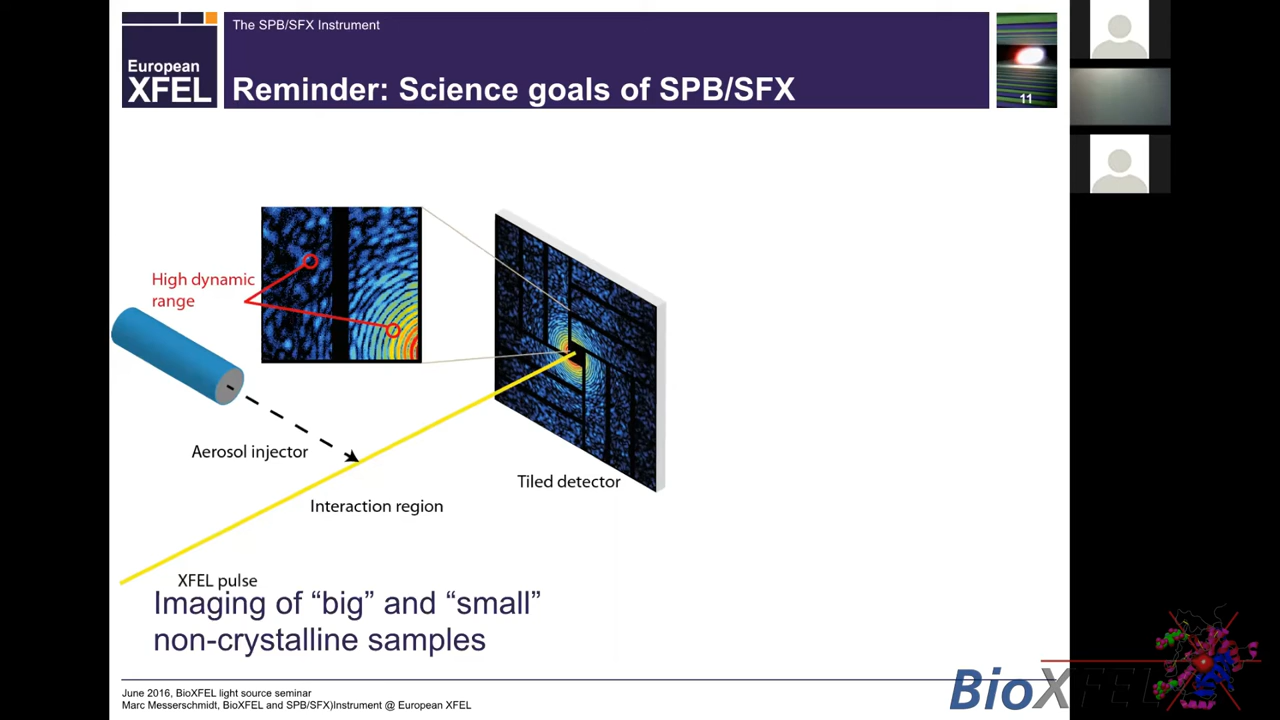 The SPB/SFX Instrument
European
XFEL
Reminder: Science goals of SPB/SFX
11
High dynamic
range
Aerosol injector
Tiled detector
Interaction region
XFEL pulse
Imaging of “big” and “small”
non-crystalline samples
June 2016, BioXFEL light source seminar
Marc Messerschmidt, BioXFEL and SPB/SFX)Instrument @ European XFEL
BioXFEL